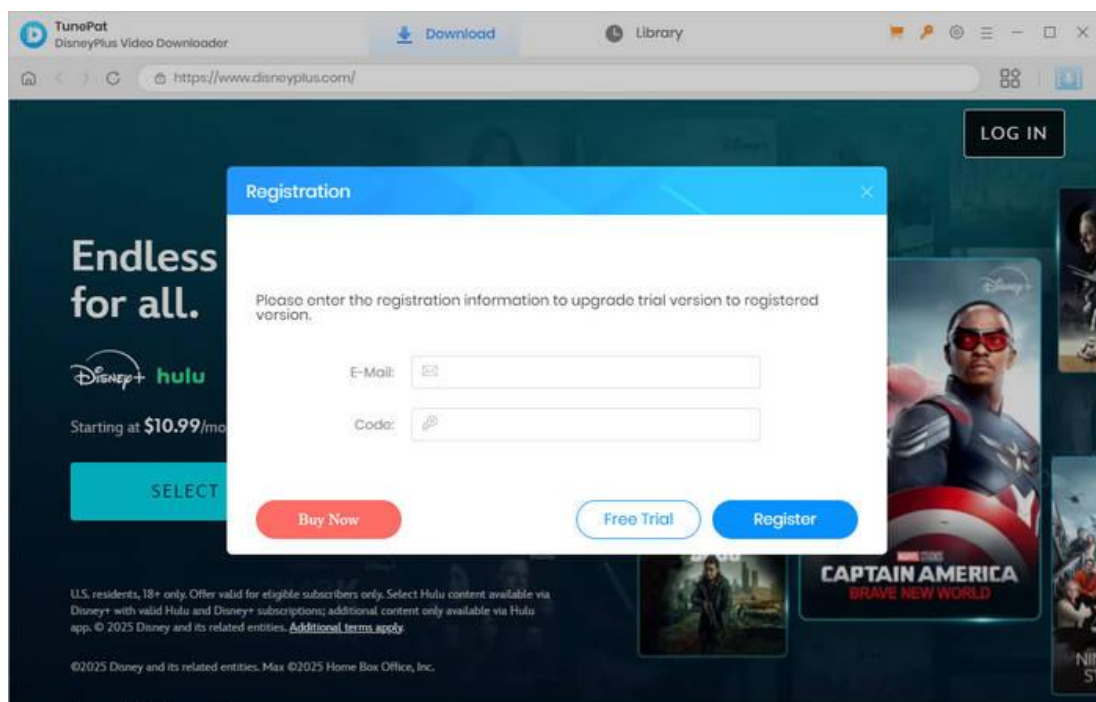 TunePat
DisneyPlus Video Downloader
Download
Library
https://www.disneyplus.com/
LOG IN
Registration
Endless
for all.
Please enter the registration information to upgrade trial version to registered
version.
Disney+ hulu
E-Mail:
Starting at $10.99/mo
Code:
SELECT
Buy Now
Free Trial
Register
Disney+
MARVEL STUDIOS
CAPTAIN AMERICA
BRAVE NEW WORLD
U.S. residents, 18+ only. Offer valid for eligible subscribers only. Select Hulu content available via
Disney+ with valid Hulu and Disney+ subscriptions; additional content only available via Hulu
app. © 2025 Disney and its related entities. Additional terms apply.
©2025 Disney and its related entities. Max ©2025 Home Box Office, Inc.